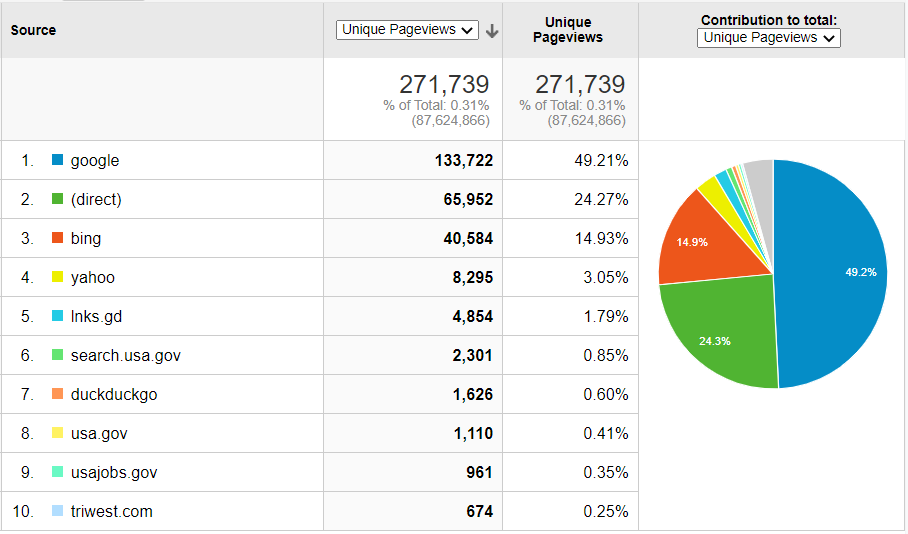 Source
Unique Pageviews
Unique
Pageviews
Contribution to total:
Unique Pageviews
271,739
% of Total: 0.31%
(87,624,866)
271,739
% of Total: 0.31%
(87,624,866)
1. google 133,722 49.21%
2. (direct) 65,952 24.27%
3. bing 40,584 14.93%
4. yahoo 8,295 3.05%
5. lnks.gd 4,854 1.79%
6. search.usa.gov 2,301 0.85%
7. duckduckgo 1,626 0.60%
8. usa.gov 1,110 0.41%
9. usajobs.gov 961 0.35%
10. triwest.com 674 0.25%
14.9%
49.2%
24.3%